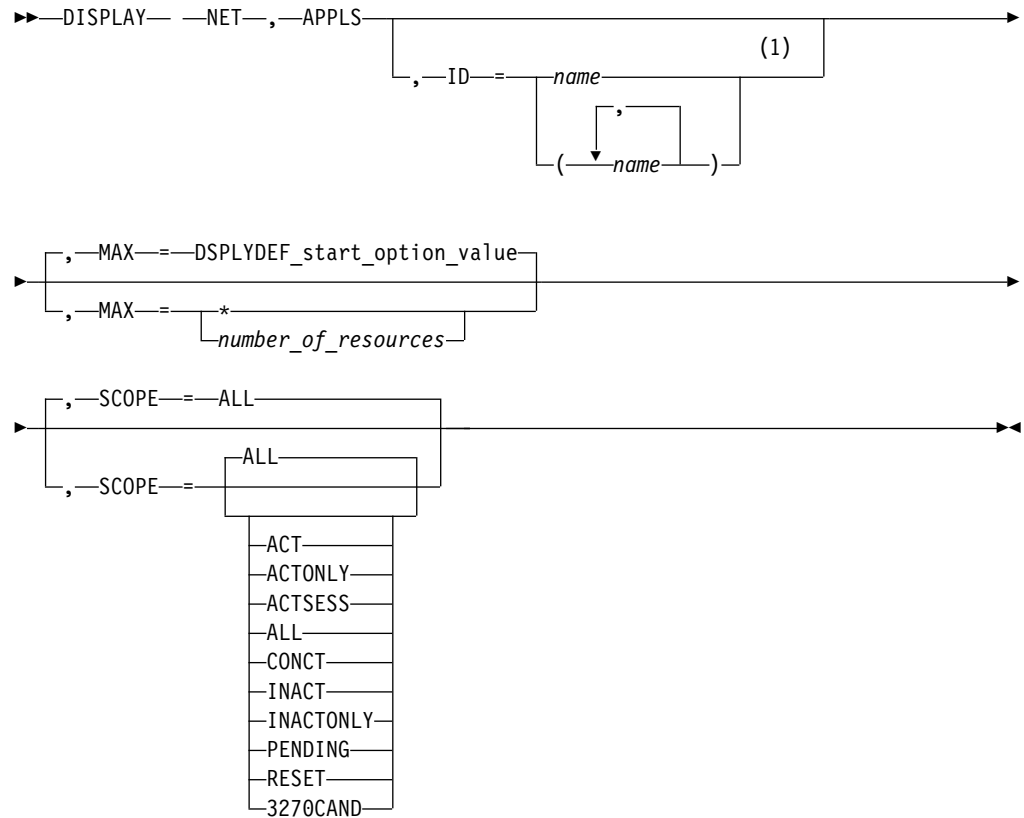 DISPLAY NET , APPLS
(1)
, ID = name
,
( name )
, MAX = DSPLYDEF_start_option_value
, MAX = *
number_of_resources
, SCOPE = ALL
ALL
, SCOPE =
ACT
ACTONLY
ACTSESS
ALL
CONCT
INACT
INACTONLY
PENDING
RESET
3270CAND